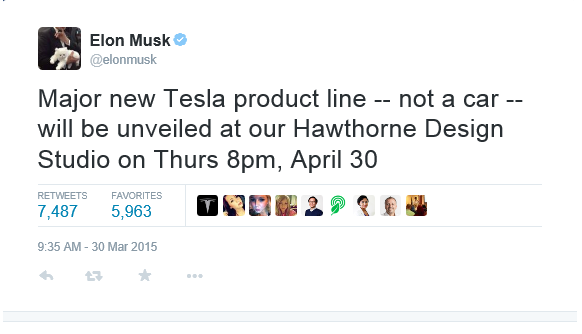 Elon Musk
@elonmusk
Major new Tesla product line -- not a car --
will be unveiled at our Hawthorne Design
Studio on Thurs 8pm, April 30
RETWEETS FAVORITES
7,487 5,963
9:35 AM - 30 Mar 2015